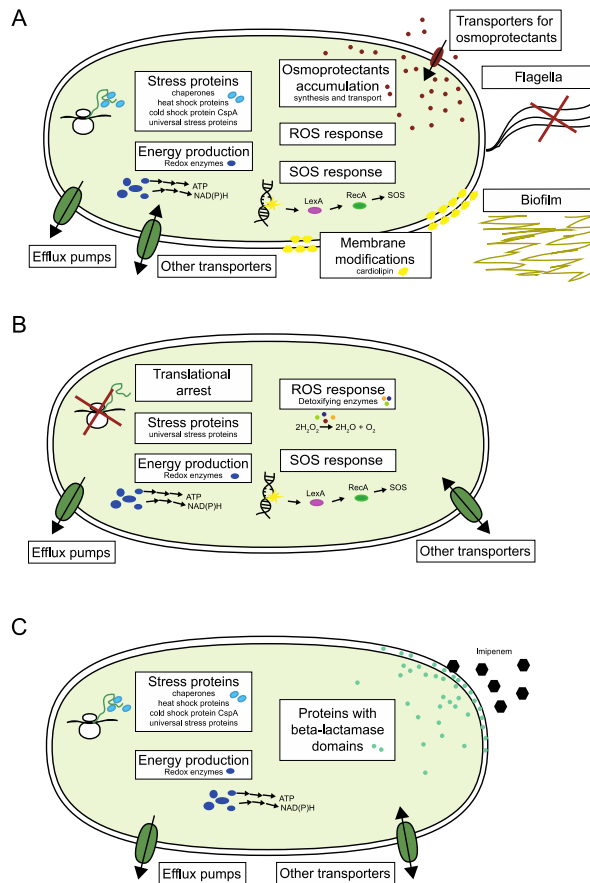 A
Transporters for
osmoprotectants
Stress proteins
chaperones
heat shock proteins
cold shock protein CspA
universal stress proteins
Osmoprotectants
accumulation
synthesis and transport
Flagella
ROS response
Energy production
Redox enzymes
SOS response
ATP
NAD(P)H
LexA
RecA
SOS
Biofilm
Efflux pumps
Other transporters
Membrane
modifications
cardiolipin
B
Translational
arrest
ROS response
Detoxifying enzymes
Stress proteins
universal stress proteins
2H2O2 2H2O + O2
Energy production
Redox enzymes
SOS response
ATP
NAD(P)H
LexA
RecA
SOS
Efflux pumps
Other transporters
C
Imipenem
Stress proteins
chaperones
heat shock proteins
cold shock protein CspA
universal stress proteins
Proteins with
beta-lactamase
domains
Energy production
Redox enzymes
ATP
NAD(P)H
Efflux pumps
Other transporters